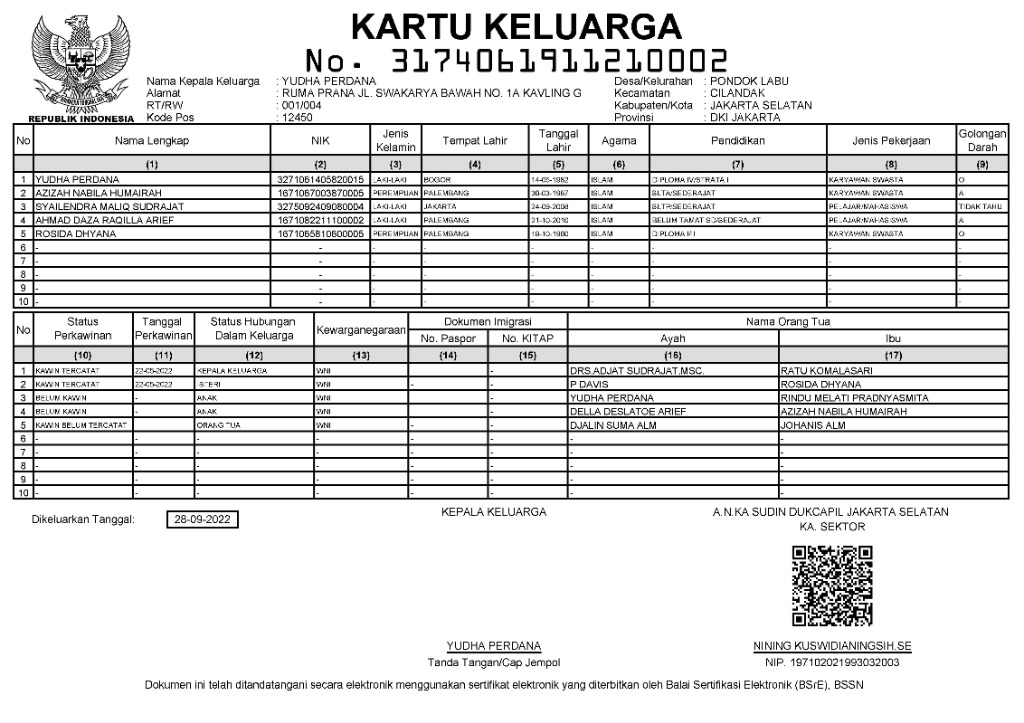 KARTU KELUARGA
No. 3174061911210002
Nama Kepala Keluarga : YUDHA PERDANA Desa/Kelurahan : PONDOK LABU
Alamat : RUMA PRANA JL. SWAKARYA BAWAH NO. 1A KAVLING G Kecamatan : CILANDAK
RT/RW : 001/004 Kabupaten/Kota : JAKARTA SELATAN
REPUBLIK INDONESIA Kode Pos : 12450 Provinsi : DKI JAKARTA
No Nama Lengkap NIK Jenis Kelamin Tempat Lahir Tanggal Lahir Agama Pendidikan Jenis Pekerjaan Golongan Darah
(1) (2) (3) (4) (5) (6) (7) (8) (9)
1 YUDHA PERDANA 3271061405820015 LAKI-LAKI BOGOR 14-05-1982 ISLAM DIPLOMA IV/STRATA I KARYAWAN SWASTA O
2 AZIZAH NABILA HUMAIRAH 1671067003870005 PEREMPUAN PALEMBANG 30-03-1987 ISLAM SLTA/SEDERAJAT KARYAWAN SWASTA A
3 SYAILENDRA MALIQ SUDRAJAT 3275092409080004 LAKI-LAKI JAKARTA 24-09-2008 ISLAM SLTP/SEDERAJAT PELAJAR/MAHASISWA TIDAK TAHU
4 AHMAD DAZA RAQILLA ARIEF 1671082211100002 LAKI-LAKI PALEMBANG 21-10-2010 ISLAM BELUM TAMAT SD/SEDERAJAT PELAJAR/MAHASISWA A
5 ROSIDA DHYANA 1671065810600005 PEREMPUAN PALEMBANG 18-10-1960 ISLAM KARYAWAN SWASTA O
6 - - - - - - - - -
7 - - - - - - - - -
8 - - - - - - - - -
9 - - - - - - - - -
10 - - - - - - - - -
No Status Perkawinan Tanggal Perkawinan Status Hubungan Dalam Keluarga Kewarganegaraan Dokumen Imigrasi Nama Orang Tua
No. Paspor No. KITAP Ayah Ibu
(10) (11) (12) (13) (14) (15) (16) (17)
1 KAWIN TERCATAT 22-05-2022 KEPALA KELUARGA WNI - DRS.ADJAT SUDRAJAT,MSC. RATU KOMALASARI
2 KAWIN TERCATAT 22-05-2022 ISTERI WNI - - P DAVIS ROSIDA DHYANA
3 BELUM KAWIN - ANAK WNI - YUDHA PERDANA RINDU MELATI PRADNYASMITA
4 BELUM KAWIN - ANAK WNI - DELLA DESLATOE ARIEF AZIZAH NABILA HUMAIRAH
5 KAWIN BELUM TERCATAT - ORANG TUA WNI - - DJALIN SUMA ALM JOHANIS ALM
6 - - - - - - - -
7 - - - - - - - -
8 - - - - - - - -
9 - - - - - - - -
10 - - - - - - - -
Dikeluarkan Tanggal: 28-09-2022 KEPALA KELUARGA A.N.KA SUDIN DUKCAPIL JAKARTA SELATAN
KA. SEKTOR
YUDHA PERDANA NINING KUSWIDIANINGSIH,SE
Tanda Tangan/Cap Jempol NIP. 197102021993032003
Dokumen ini telah ditandatangani secara elektronik menggunakan sertifikat elektronik yang diterbitkan oleh Balai Sertifikasi Elektronik (BSrE), BSSN